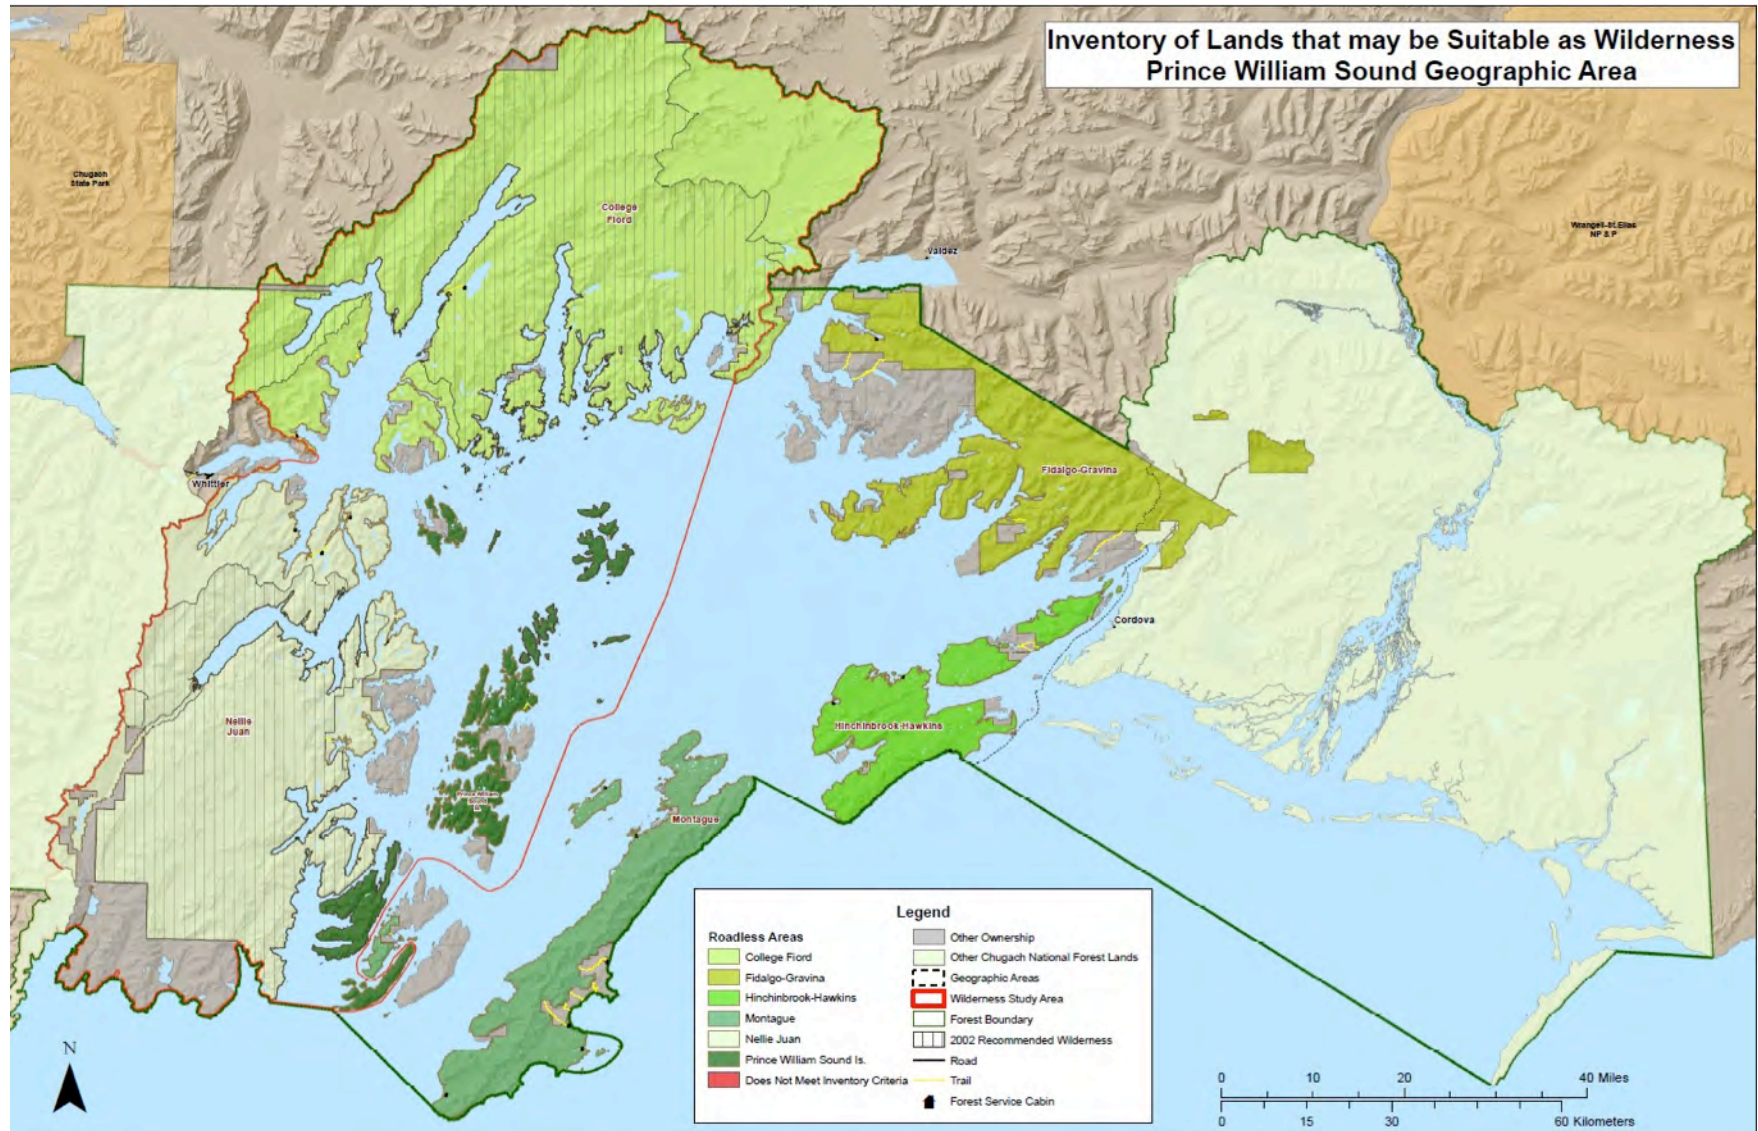 Inventory of Lands that may be Suitable as Wilderness
Prince William Sound Geographic Area
Chugach
State Park
College
Fiord
Wrangell-St.Elias
NP & P
Valdez
Whittier
Fidalgo-Gravina
Cordova
Nellie
Juan
Hinchinbrook-Hawkins
Prince William
Sound
Is.
Montague
Legend
Roadless Areas
College Fiord
Fidalgo-Gravina
Hinchinbrook-Hawkins
Montague
Nellie Juan
Prince William Sound Is.
Does Not Meet Inventory Criteria
Other Ownership
Other Chugach National Forest Lands
Geographic Areas
Wilderness Study Area
Forest Boundary
2002 Recommended Wilderness
Road
Trail
Forest Service Cabin
N
0 10 20 40 Miles
0 15 30 60 Kilometers